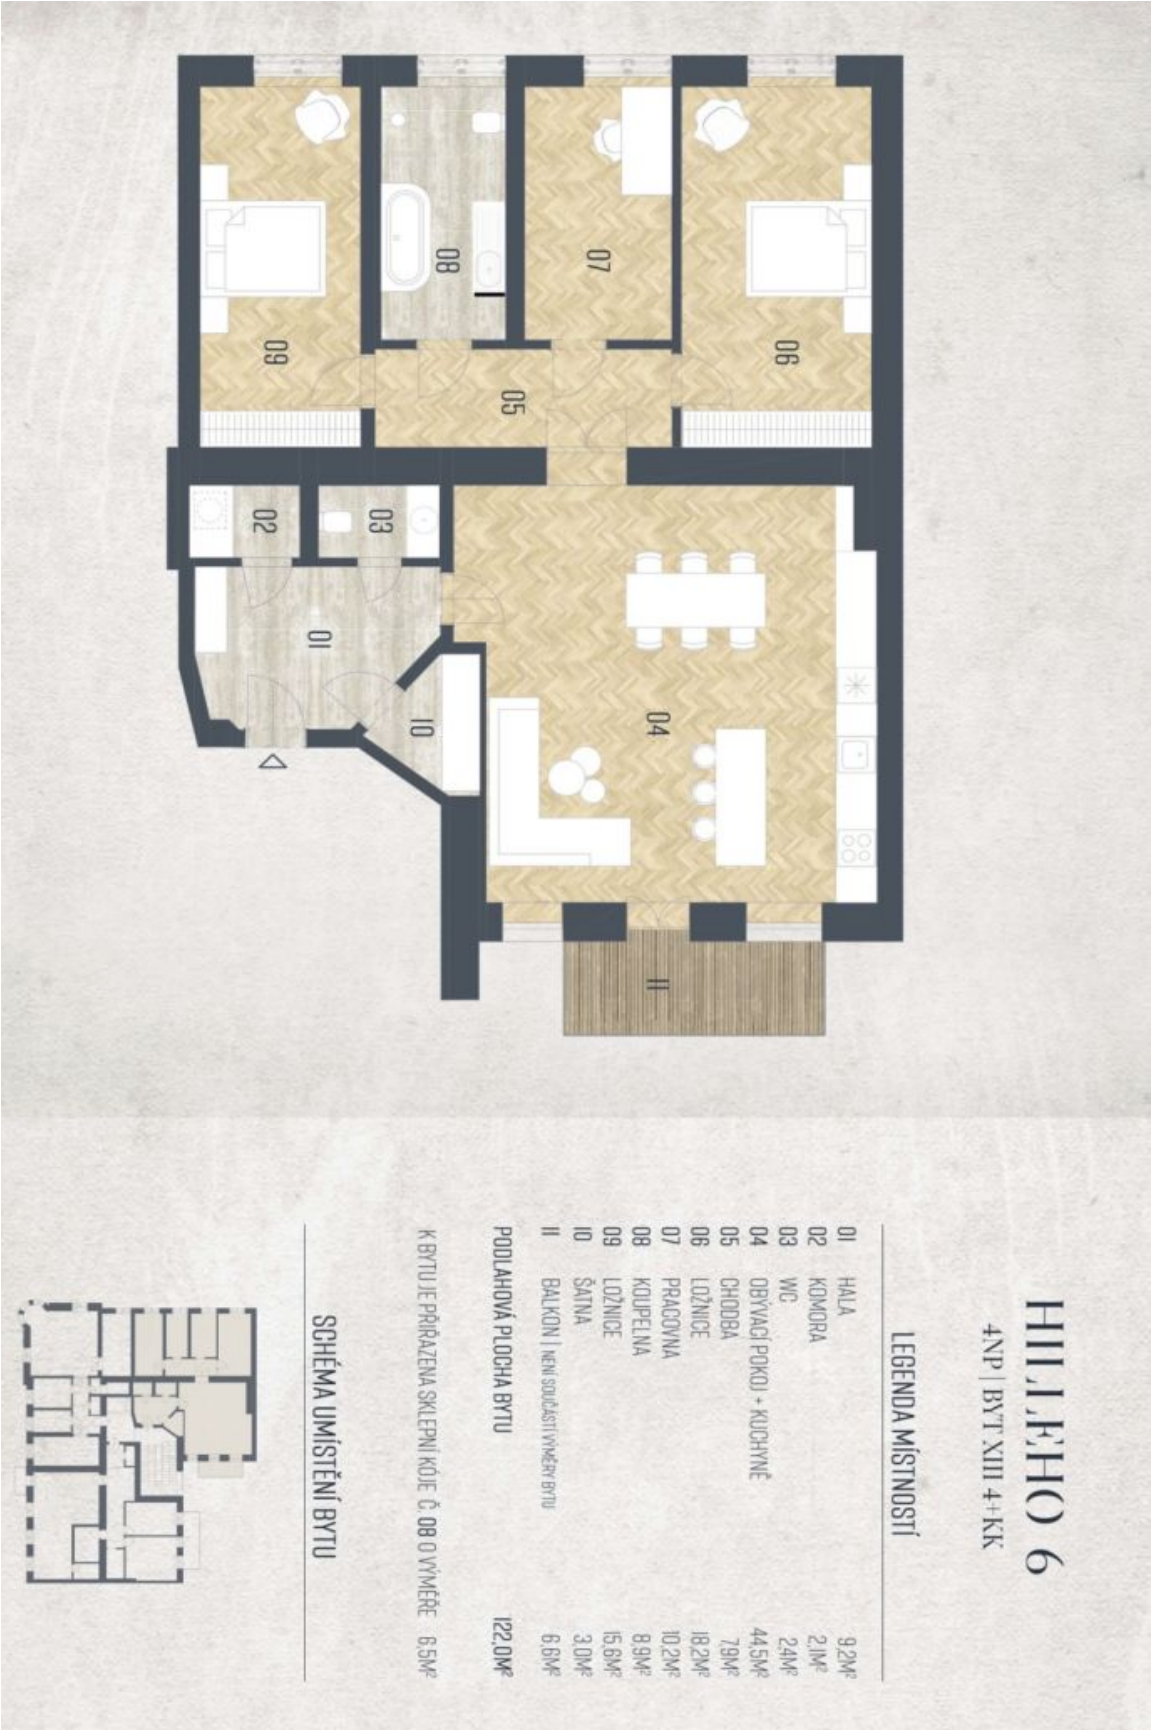 HILLEHO 6
4NP | BYT XIII 4+KK
LEGENDA MÍSTNOSTÍ
01 HALA 9,2M²
02 KOMORA 2,1M²
03 WC 2,4M²
04 OBÝVACÍ POKOJ + KUCHYNĚ 44,5M²
05 CHODBA 7,9M²
06 LOŽNICE 18,2M²
07 PRACOVNA 10,2M²
08 KOUPELNA 8,9M²
09 LOŽNICE 15,6M²
10 ŠATNA 3,0M²
11 BALKON | NENÍ SOUČÁSTÍ VÝMĚRY BYTU 6,6M²
PODLAHOVÁ PLOCHA BYTU 122,0M²
K BYTU JE PŘIŘAZENA SKLEPNÍ KÓJE Č. 08 O VÝMĚŘE 6,5M²
SCHÉMA UMÍSTĚNÍ BYTU
06
07
08
09
05
04
03
02
01
10
11